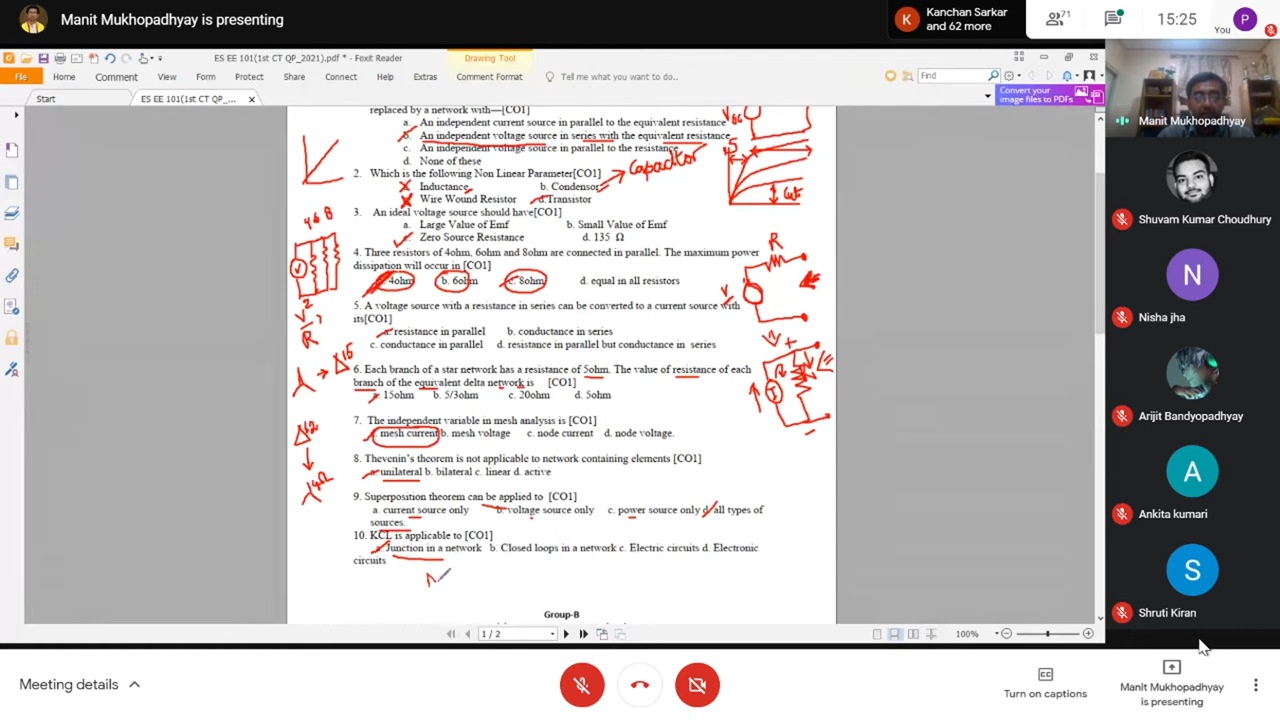 Manit Mukhopadhyay is presenting
Kanchan Sarkar
and 62 more
71
15:25
You
K
P
ES EE 101(1st CT QP_2021).pdf * - Foxit Reader
Drawing Tool
File
Home
Comment
View
Form
Protect
Share
Connect
Help
Extras
Comment Format
Tell me what you want to do..
Find
Start
ES EE 101(1st CT QP_2...
Convert your
image files to PDFs
replaced by a network with—[CO1]
a. An independent current source in parallel to the equivalent resistance
b. An independent voltage source in series with the equivalent resistance
c. An independent voltage source in parallel to the resistance
d. None of these
2. Which is the following Non Linear Parameter[CO1]
Inductance b. Condensor
Capacitor
Wire Wound Resistor d.Transistor
3. An ideal voltage source should have[CO1]
a. Large Value of Emf b. Small Value of Emf
Zero Source Resistance d. 135 Ω
4 6 8
4. Three resistors of 4ohm, 6ohm and 8ohm are connected in parallel. The maximum power
dissipation will occur in [CO1]
4ohm b. 6ohm c. 8ohm d. equal in all resistors
R
V
V
V²
R
?
5. A voltage source with a resistance in series can be converted to a current source with
its[CO1]
a. resistance in parallel b. conductance in series
c. conductance in parallel d. resistance in parallel but conductance in series
15
I
6. Each branch of a star network has a resistance of 5ohm. The value of resistance of each
branch of the equivalent delta network is [CO1]
a. 15ohm b. 5/3ohm c. 20ohm d. 5ohm
7. The independent variable in mesh analysis is [CO1]
mesh current b. mesh voltage c. node current d. node voltage.
12
4Ω
8. Thevenin's theorem is not applicable to network containing elements [CO1]
a. unilateral b. bilateral c. linear d. active
9. Superposition theorem can be applied to [CO1]
a. current source only b. voltage source only c. power source only d. all types of
sources.
10. KCL is applicable to [CO1]
a. Junction in a network b. Closed loops in a network c. Electric circuits d. Electronic
circuits
Group-B
1 / 2
100%
Manit Mukhopadhyay
Shuvam Kumar Choudhury
N
Nisha jha
Arijit Bandyopadhyay
A
Ankita kumari
S
Shruti Kiran
Meeting details
Turn on captions
Manit Mukhopadhyay
is presenting